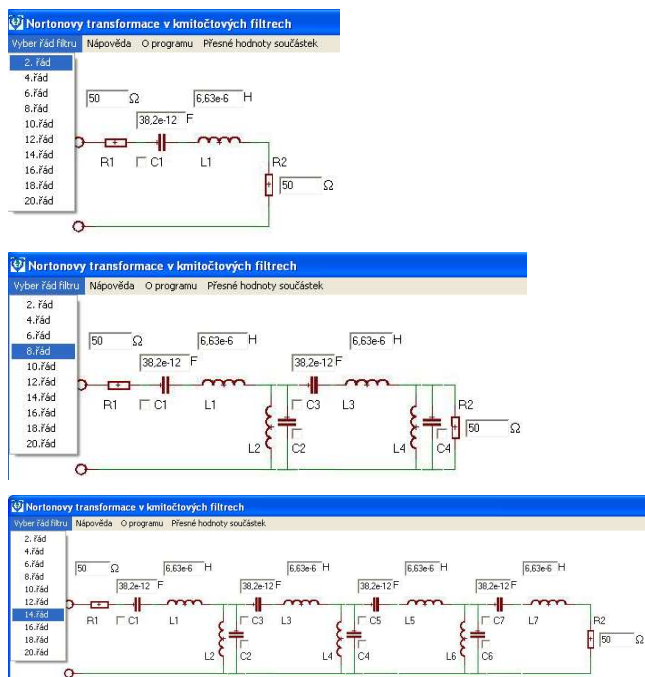 Nortonovy transformace v kmitočtových filtrech
Vyber řád filtru Nápověda O programu Přesné hodnoty součástek
2. řád
4.řád
6.řád
8.řád
10.řád
12.řád
14.řád
16.řád
18.řád
20.řád
50 Ω 6,63e-6 H
38,2e-12 F
R1 C1 L1 R2
50 Ω
Nortonovy transformace v kmitočtových filtrech
Vyber řád filtru Nápověda O programu Přesné hodnoty součástek
2. řád
4.řád
6.řád
8.řád
10.řád
12.řád
14.řád
16.řád
18.řád
20.řád
50 Ω 6,63e-6 H 6,63e-6 H
38,2e-12 F 38,2e-12 F
R1 C1 L1 C3 L3 R2
50 Ω
L2 C2 L4 C4
Nortonovy transformace v kmitočtových filtrech
Vyber řád filtru Nápověda O programu Přesné hodnoty součástek
2. řád
4.řád
6.řád
8.řád
10.řád
12.řád
14.řád
16.řád
18.řád
20.řád
50 Ω 6,63e-6 H 6,63e-6 H 6,63e-6 H 6,63e-6 H
38,2e-12 F 38,2e-12 F 38,2e-12 F 38,2e-12 F
R1 C1 L1 C3 L3 C5 L5 C7 L7 R2
50 Ω
L2 C2 L4 C4 L6 C6